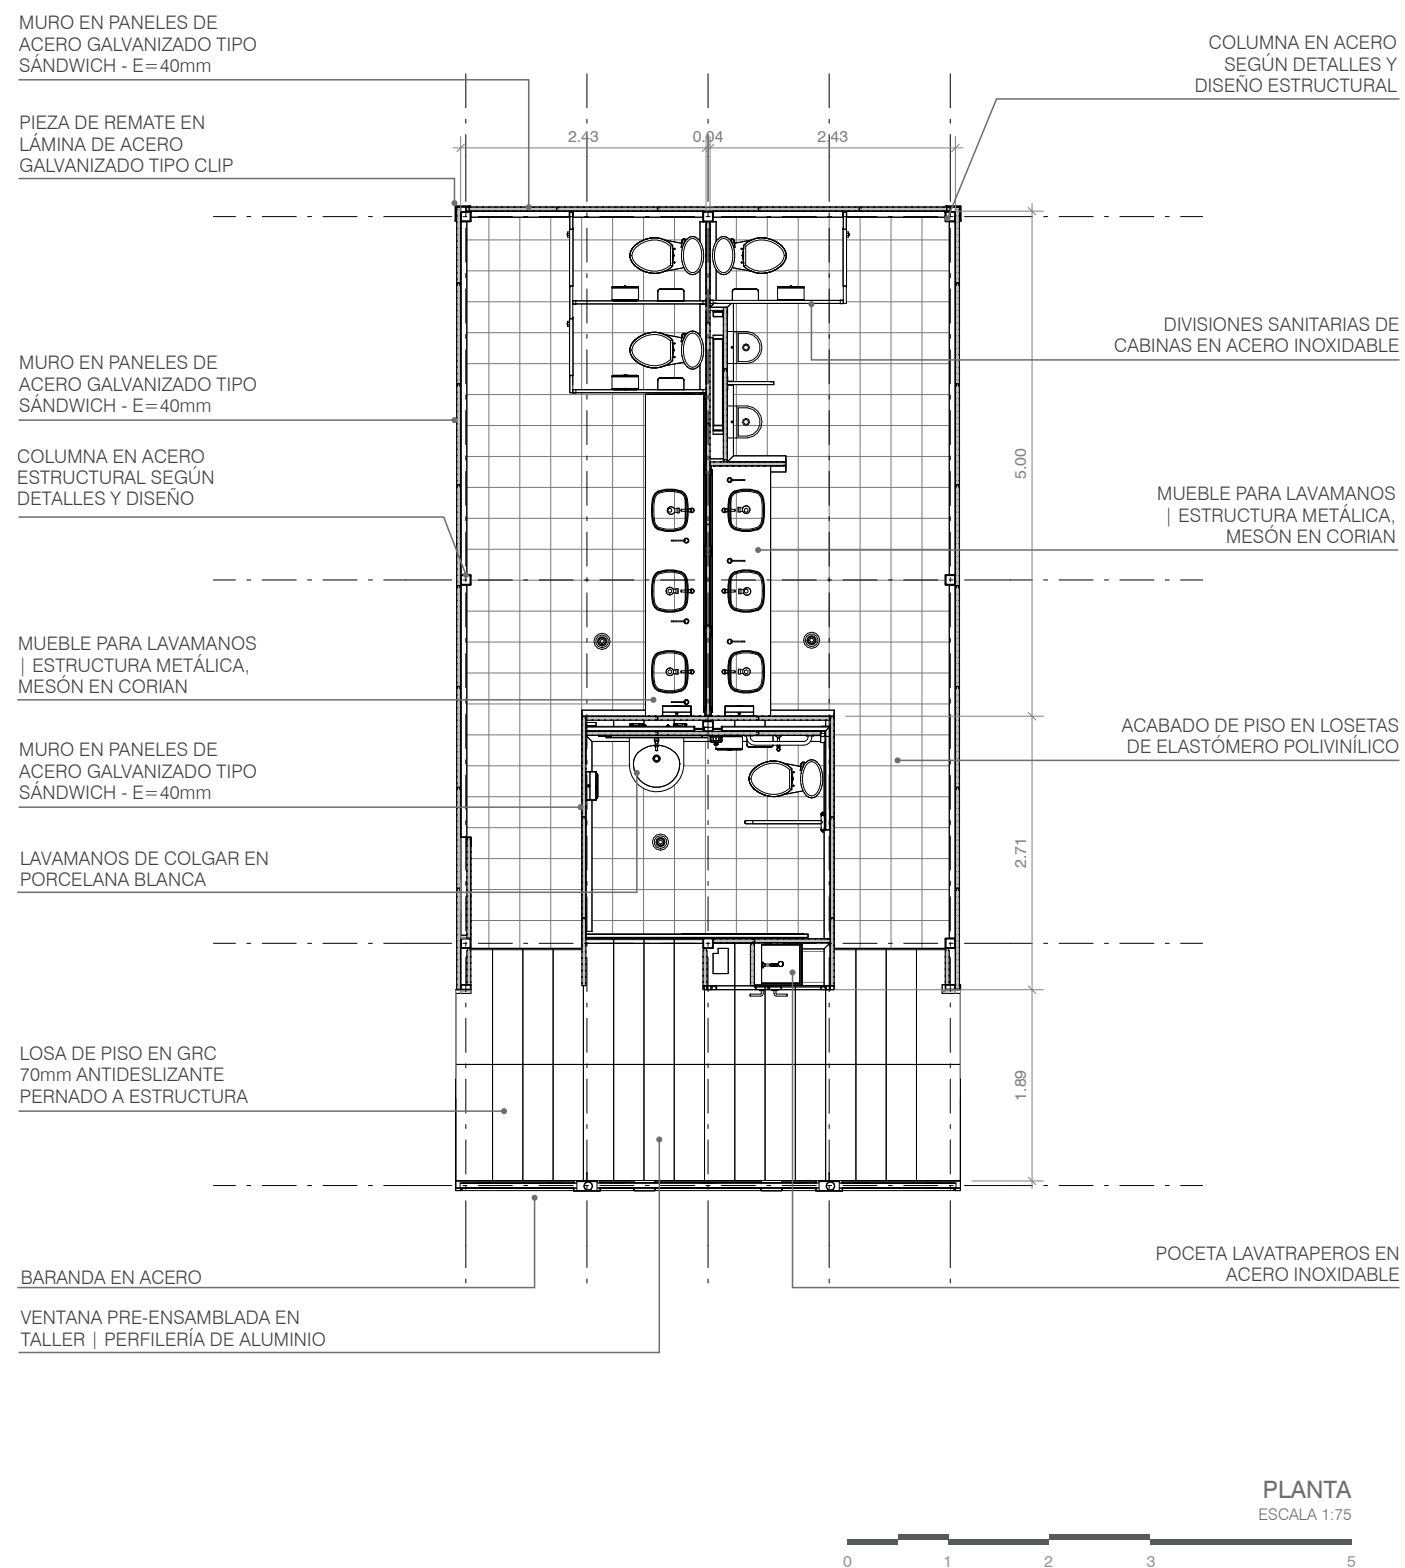 MURO EN PANELES DE
ACERO GALVANIZADO TIPO
SÁNDWICH - E=40mm
PIEZA DE REMATE EN
LÁMINA DE ACERO
GALVANIZADO TIPO CLIP
MURO EN PANELES DE
ACERO GALVANIZADO TIPO
SÁNDWICH - E=40mm
COLUMNA EN ACERO
ESTRUCTURAL SEGÚN
DETALLES Y DISEÑO
MUEBLE PARA LAVAMANOS
| ESTRUCTURA METÁLICA,
MESÓN EN CORIAN
MURO EN PANELES DE
ACERO GALVANIZADO TIPO
SÁNDWICH - E=40mm
LAVAMANOS DE COLGAR EN
PORCELANA BLANCA
LOSA DE PISO EN GRC
70mm ANTIDESLIZANTE
PERNADO A ESTRUCTURA
BARANDA EN ACERO
VENTANA PRE-ENSAMBLADA EN
TALLER | PERFILERÍA DE ALUMINIO
2.43 0.04 2.43
5.00
2.71
1.89
COLUMNA EN ACERO
SEGÚN DETALLES Y
DISEÑO ESTRUCTURAL
DIVISIONES SANITARIAS DE
CABINAS EN ACERO INOXIDABLE
MUEBLE PARA LAVAMANOS
| ESTRUCTURA METÁLICA,
MESÓN EN CORIAN
ACABADO DE PISO EN LOSETAS
DE ELASTÓMERO POLIVINÍLICO
POCETA LAVATRAPEROS EN
ACERO INOXIDABLE
PLANTA
ESCALA 1:75
0 1 2 3 5